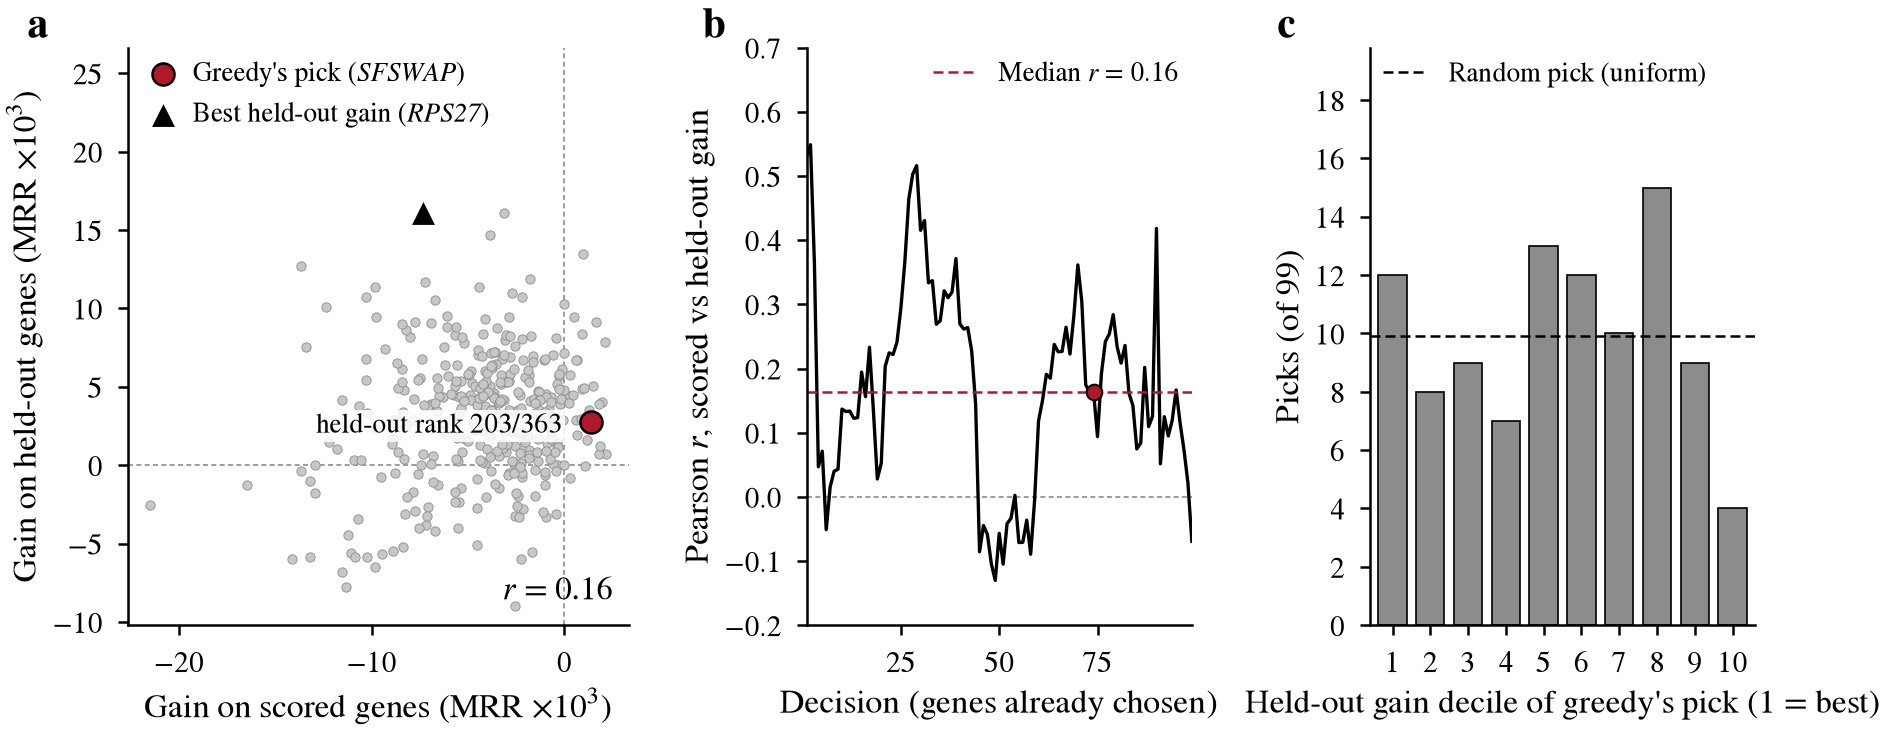 a
Greedy's pick (SFSWAP)
Best held-out gain (RPS27)
25
20
15
10
5
0
−5
−10
Gain on held-out genes (MRR ×10³)
held-out rank 203/363
r = 0.16
−20
−10
0
Gain on scored genes (MRR ×10³)
b
Median r = 0.16
0.7
0.6
0.5
0.4
0.3
0.2
0.1
0.0
−0.1
−0.2
Pearson r, scored vs held-out gain
25
50
75
Decision (genes already chosen)
c
Random pick (uniform)
18
16
14
12
10
8
6
4
2
0
Picks (of 99)
1 2 3 4 5 6 7 8 9 10
Held-out gain decile of greedy's pick (1 = best)